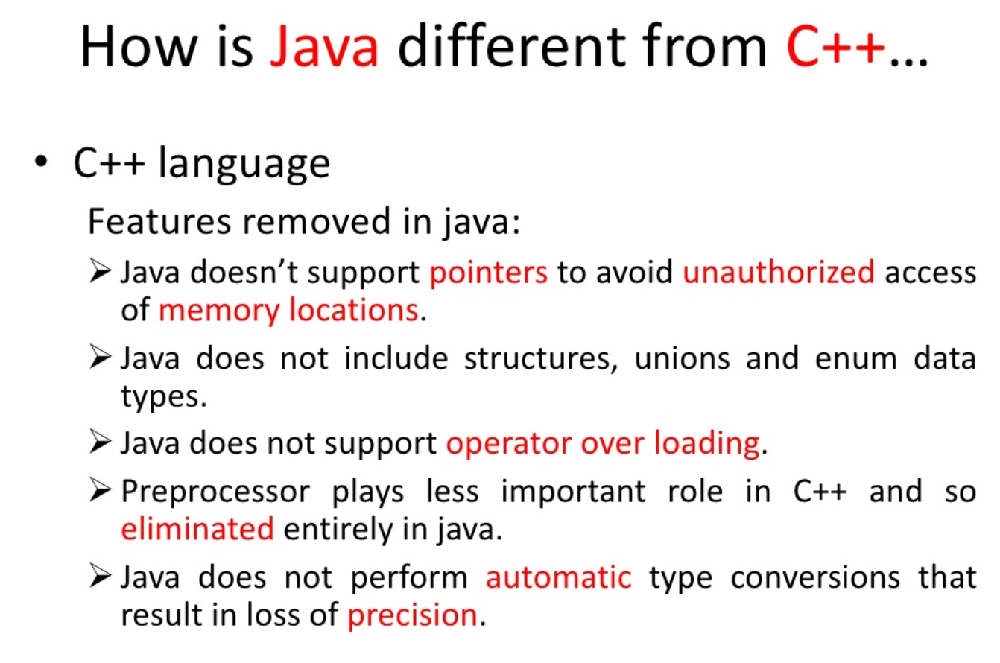 How is Java different from C++...
• C++ language
Features removed in java:
➢ Java doesn’t support pointers to avoid unauthorized access
of memory locations.
➢ Java does not include structures, unions and enum data
types.
➢ Java does not support operator over loading.
➢ Preprocessor plays less important role in C++ and so
eliminated entirely in java.
➢ Java does not perform automatic type conversions that
result in loss of precision.